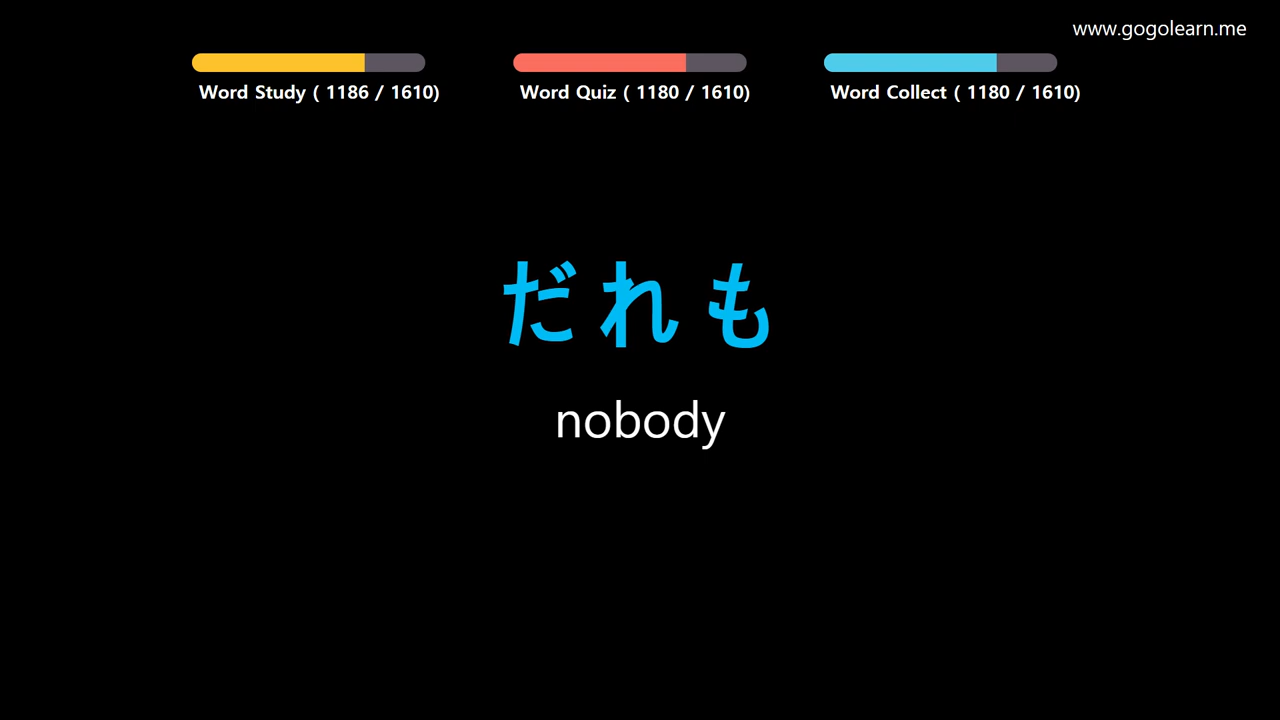 www.gogolearn.me
Word Study ( 1186 / 1610)
Word Quiz ( 1180 / 1610)
Word Collect ( 1180 / 1610)
だれも
nobody